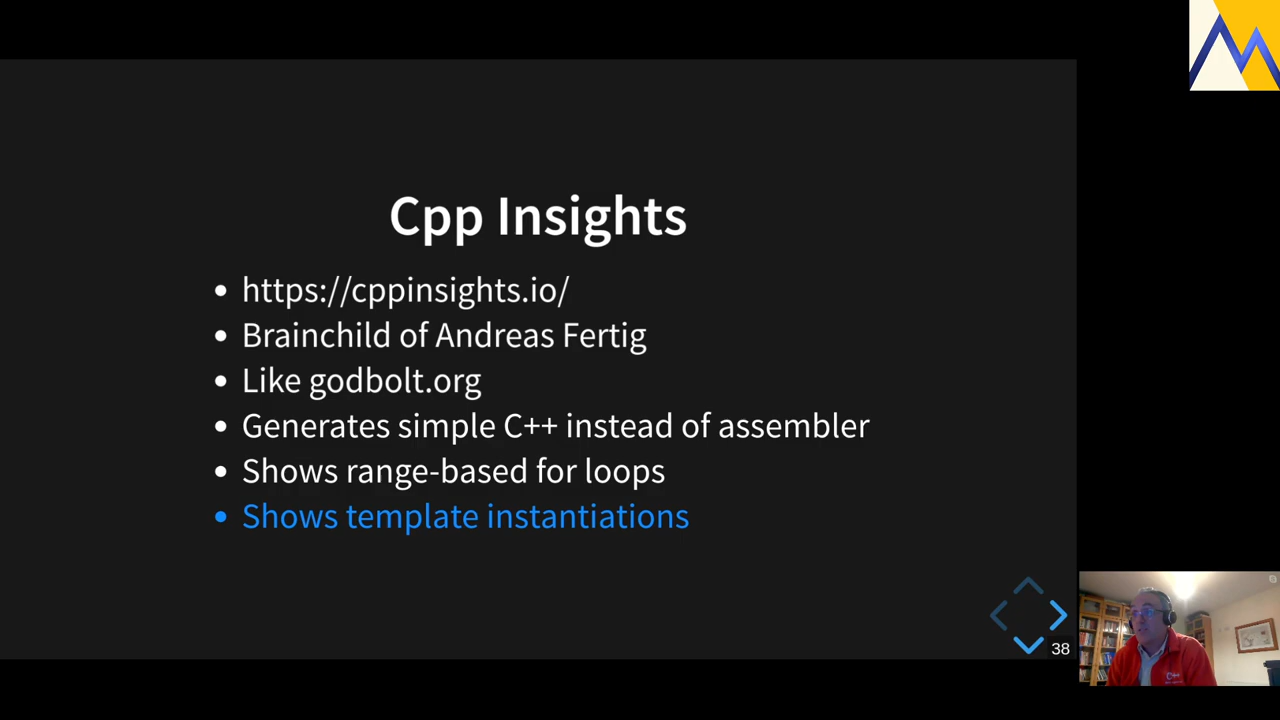 Cpp Insights
https://cppinsights.io/
Brainchild of Andreas Fertig
Like godbolt.org
Generates simple C++ instead of assembler
Shows range-based for loops
Shows template instantiations
38
C++